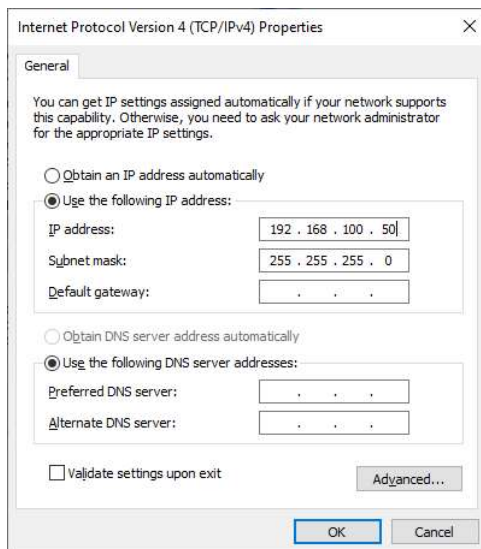 Internet Protocol Version 4 (TCP/IPv4) Properties
General
You can get IP settings assigned automatically if your network supports
this capability. Otherwise, you need to ask your network administrator
for the appropriate IP settings.
Obtain an IP address automatically
Use the following IP address:
IP address: 192 . 168 . 100 . 50
Subnet mask: 255 . 255 . 255 . 0
Default gateway: . . .
Obtain DNS server address automatically
Use the following DNS server addresses:
Preferred DNS server: . . .
Alternate DNS server: . . .
Validate settings upon exit
Advanced...
OK Cancel